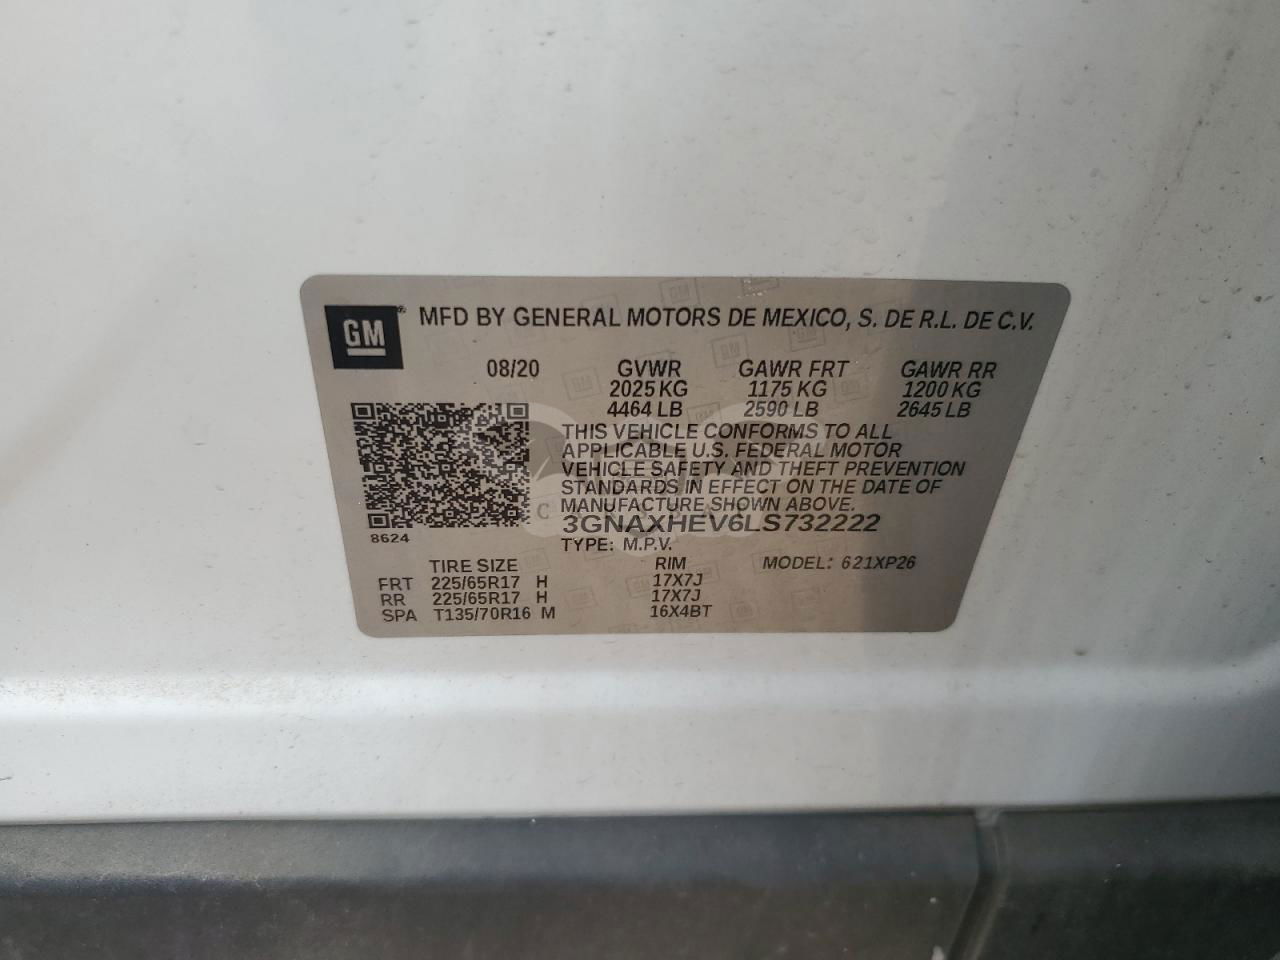 GM ®
MFD BY GENERAL MOTORS DE MEXICO, S. DE R.L. DE C.V.
08/20 GVWR GAWR FRT GAWR RR
2025 KG 1175 KG 1200 KG
4464 LB 2590 LB 2645 LB
THIS VEHICLE CONFORMS TO ALL
APPLICABLE U.S. FEDERAL MOTOR
VEHICLE SAFETY AND THEFT PREVENTION
STANDARDS IN EFFECT ON THE DATE OF
MANUFACTURE SHOWN ABOVE.
3GNAXHEV6LS732222
8624
TYPE: M.P.V.
TIRE SIZE RIM MODEL: 621XP26
FRT 225/65R17 H 17X7J
RR 225/65R17 H 17X7J
SPA T135/70R16 M 16X4BT